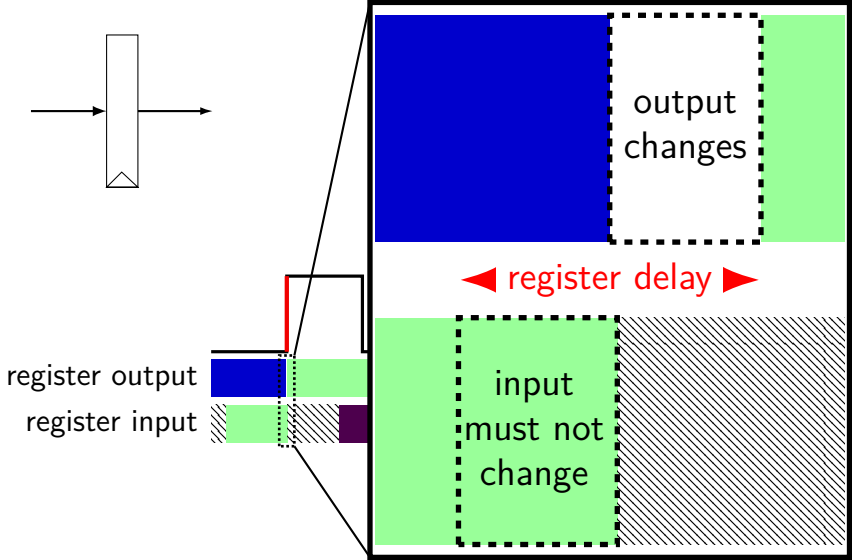 output
changes
register delay
register output
register input
input
must not
change